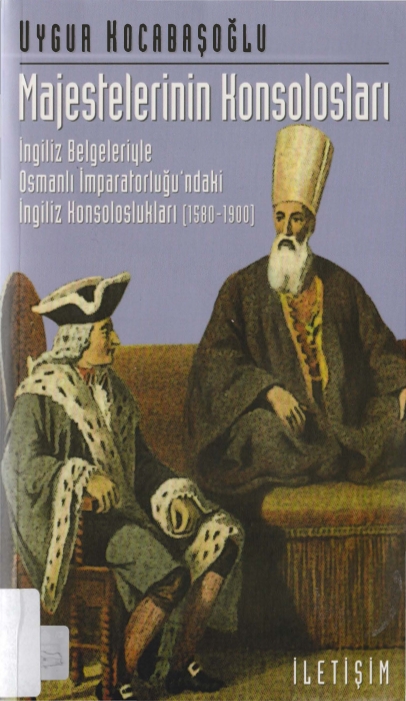 UYGUR KOCABAŞOĞLU
Majestelerinin Konsolosları
İngiliz Belgeleriyle
Osmanlı İmparatorluğu'ndaki
İngiliz Konsoloslukları (1580-1900)
İLETİŞİM